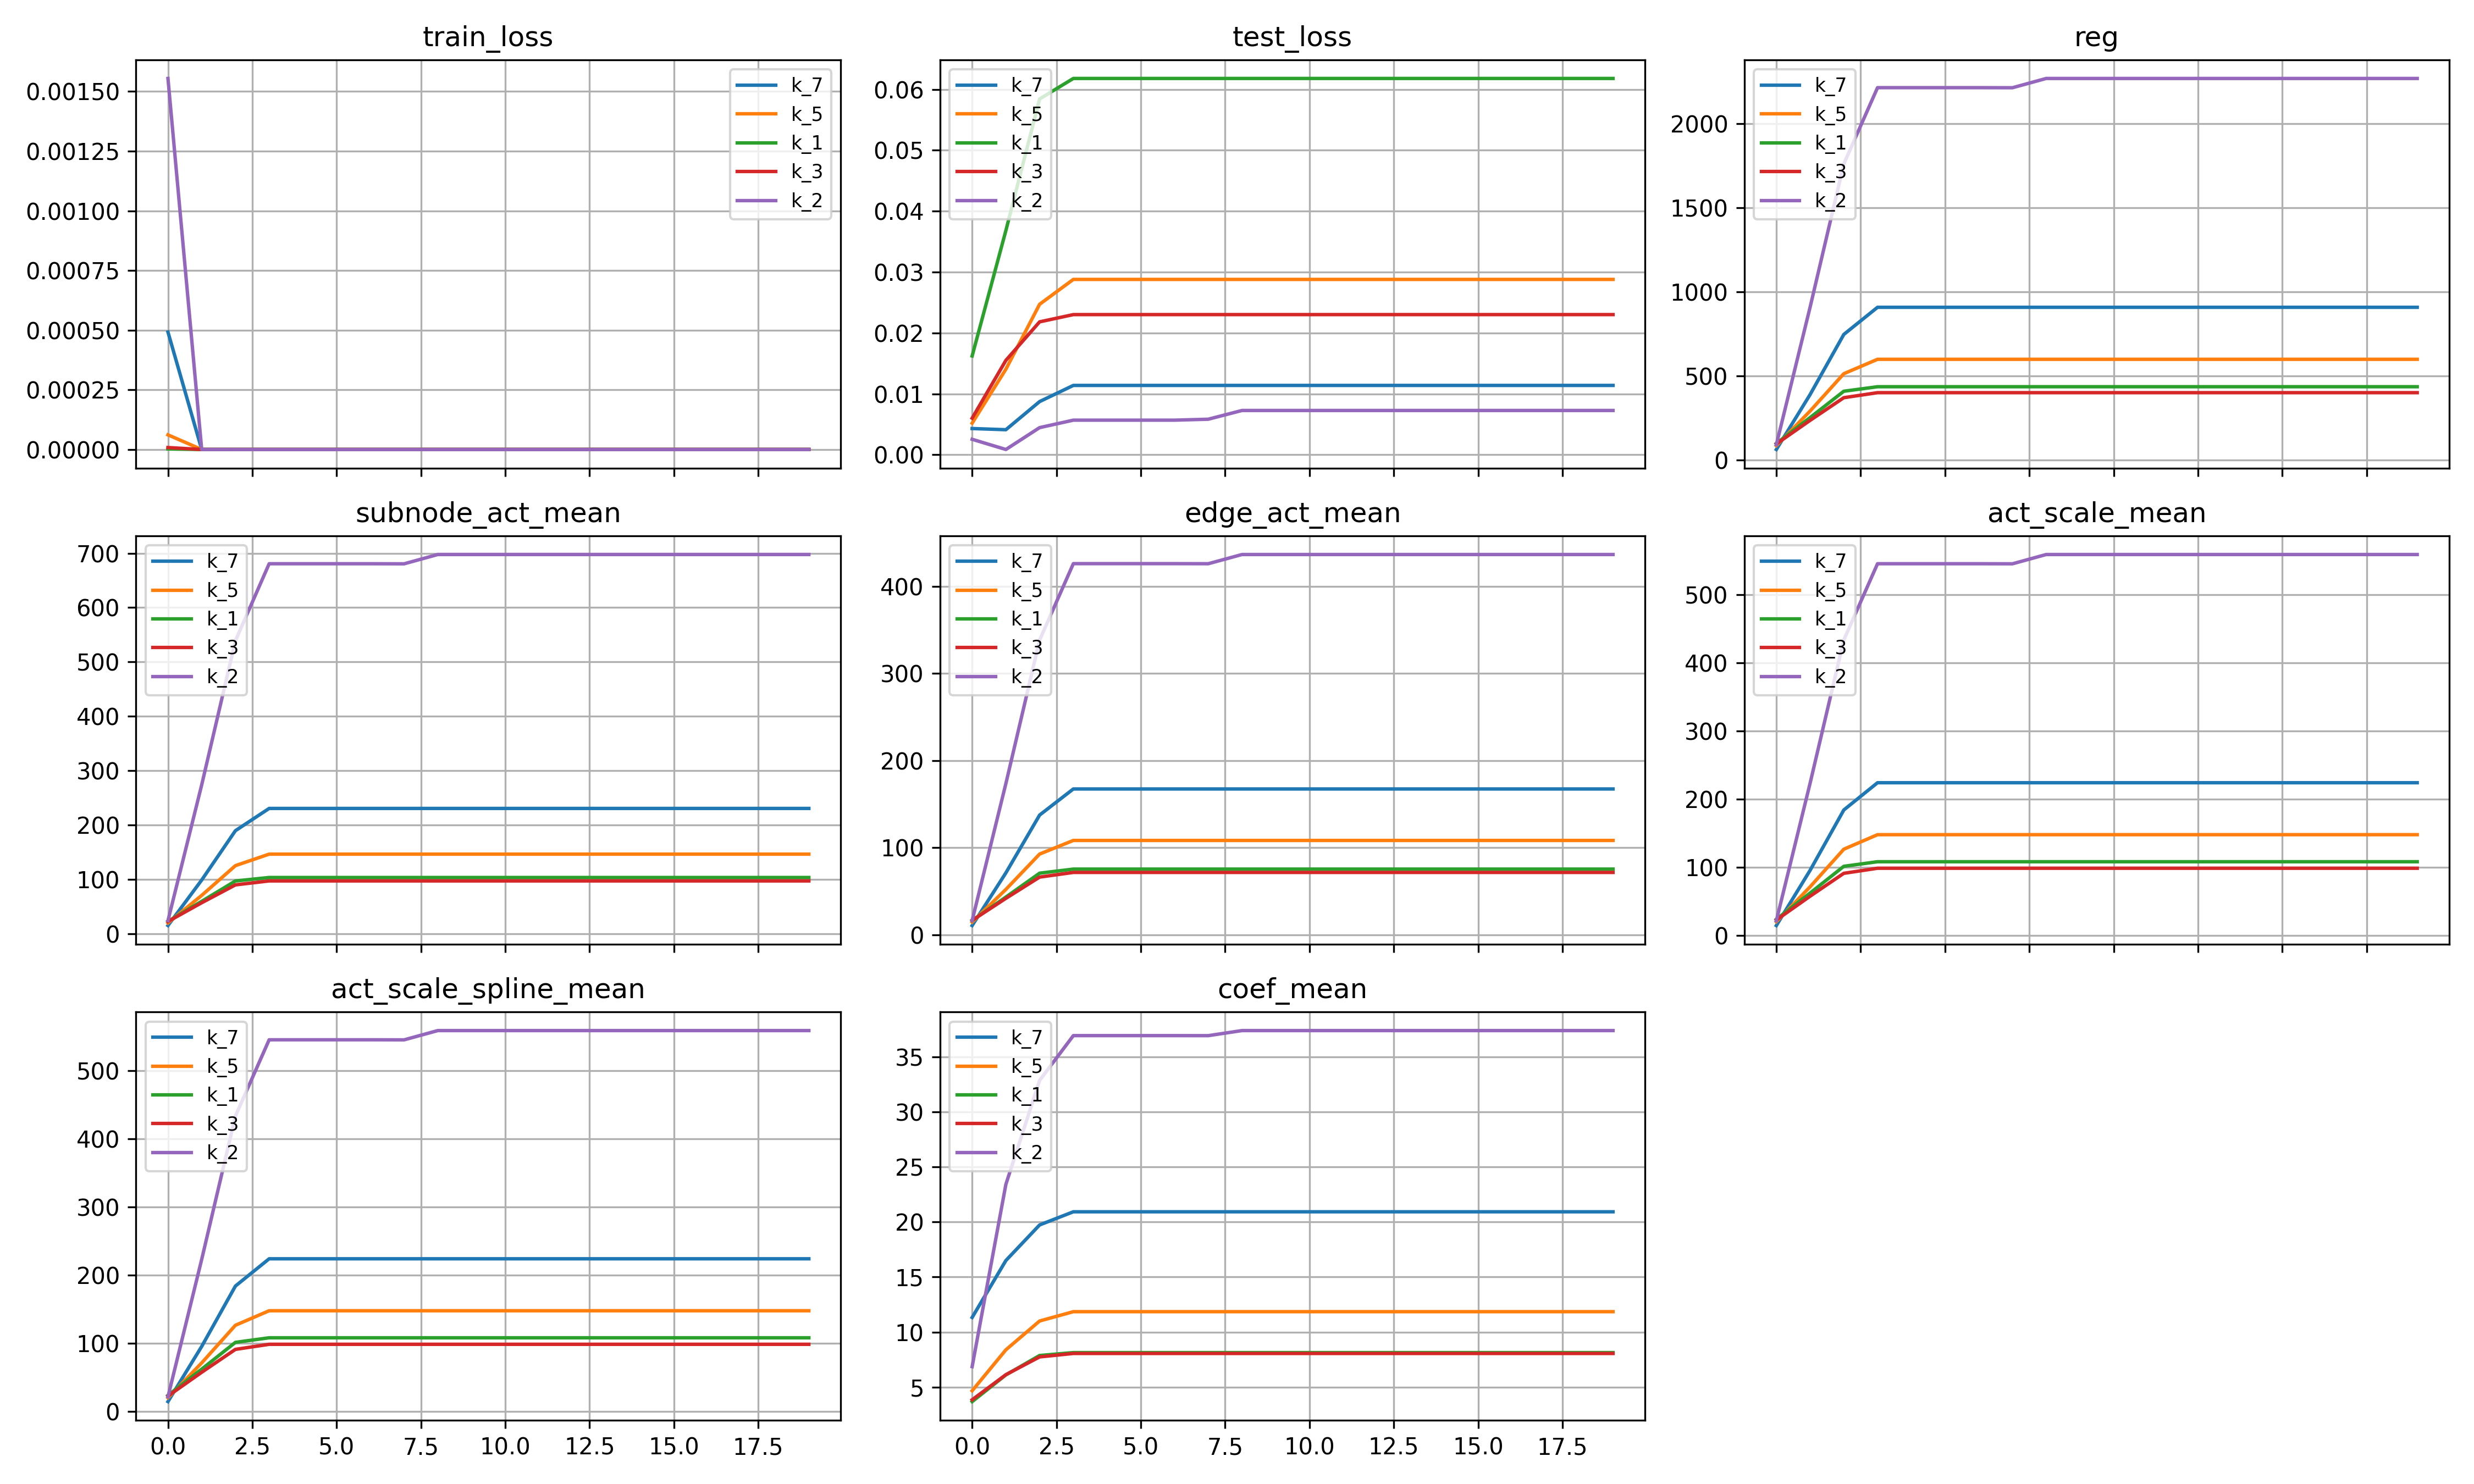 train_loss
0.00150
0.00125
0.00100
0.00075
0.00050
0.00025
0.00000
k_7
k_5
k_1
k_3
k_2
test_loss
0.06
0.05
0.04
0.03
0.02
0.01
0.00
k_7
k_5
k_1
k_3
k_2
reg
2000
1500
1000
500
0
k_7
k_5
k_1
k_3
k_2
subnode_act_mean
700
600
500
400
300
200
100
0
k_7
k_5
k_1
k_3
k_2
edge_act_mean
400
300
200
100
0
k_7
k_5
k_1
k_3
k_2
act_scale_mean
500
400
300
200
100
0
k_7
k_5
k_1
k_3
k_2
act_scale_spline_mean
500
400
300
200
100
0
k_7
k_5
k_1
k_3
k_2
0.0 2.5 5.0 7.5 10.0 12.5 15.0 17.5
coef_mean
35
30
25
20
15
10
5
k_7
k_5
k_1
k_3
k_2
0.0 2.5 5.0 7.5 10.0 12.5 15.0 17.5